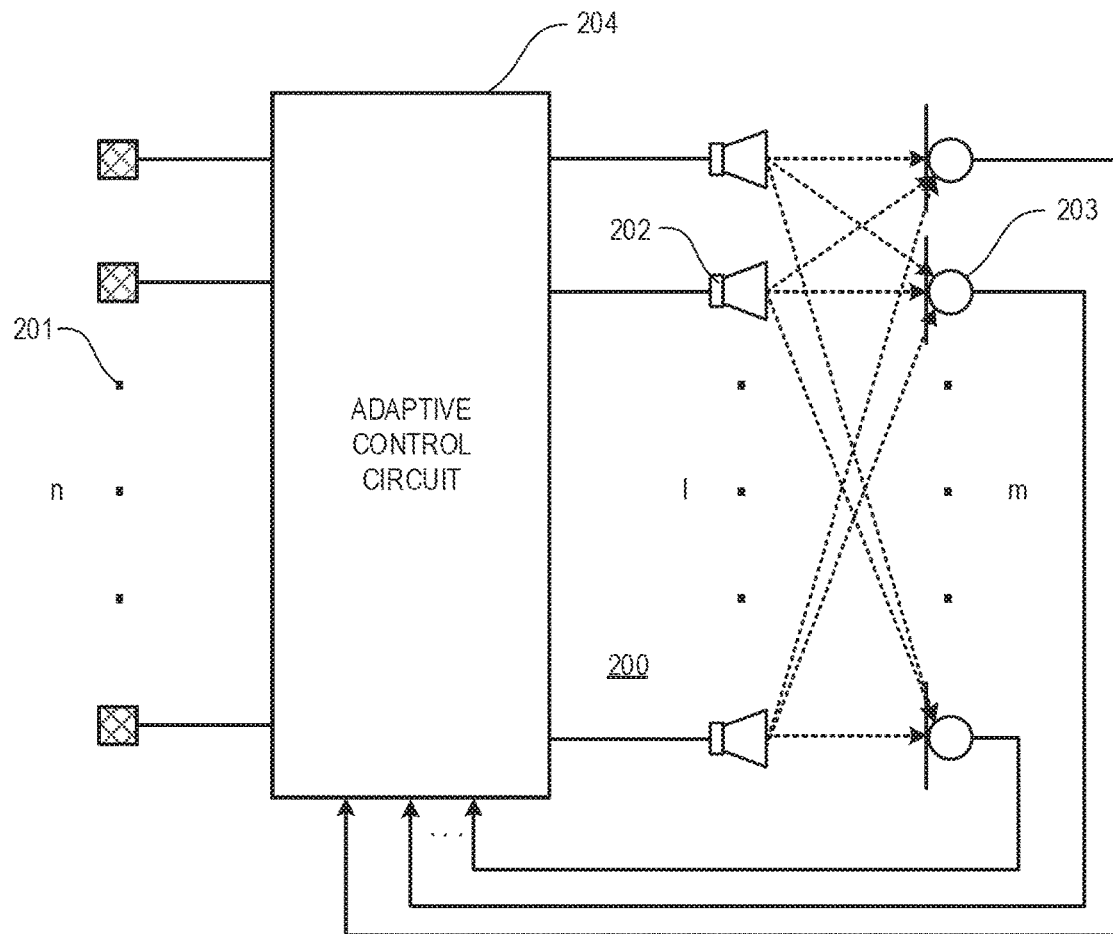 204
202
203
201
ADAPTIVE
CONTROL
CIRCUIT
n
l
m
200
. . .